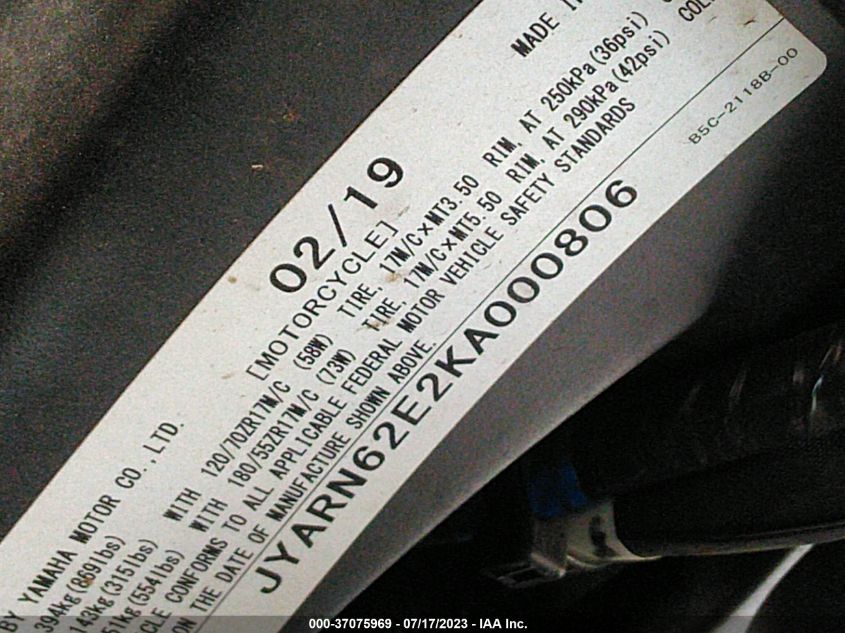 MADE I
02/19
[MOTORCYCLE]
BY YAMAHA MOTOR CO., LTD.
394kg(869lbs)
143kg(315lbs) WITH 120/70ZR17M/C (58W) TIRE, 17M/C×MT3.50 RIM, AT 250kPa(36psi)
51kg(554lbs) WITH 180/55ZR17M/C (73W) TIRE, 17M/C×MT5.50 RIM, AT 290kPa(42psi) COL
CLE CONFORMS TO ALL APPLICABLE FEDERAL MOTOR VEHICLE SAFETY STANDARDS
ON THE DATE OF MANUFACTURE SHOWN ABOVE.
JYARN62E2KA000806
B5C-2118B-00
000-37075969 - 07/17/2023 - IAA Inc.